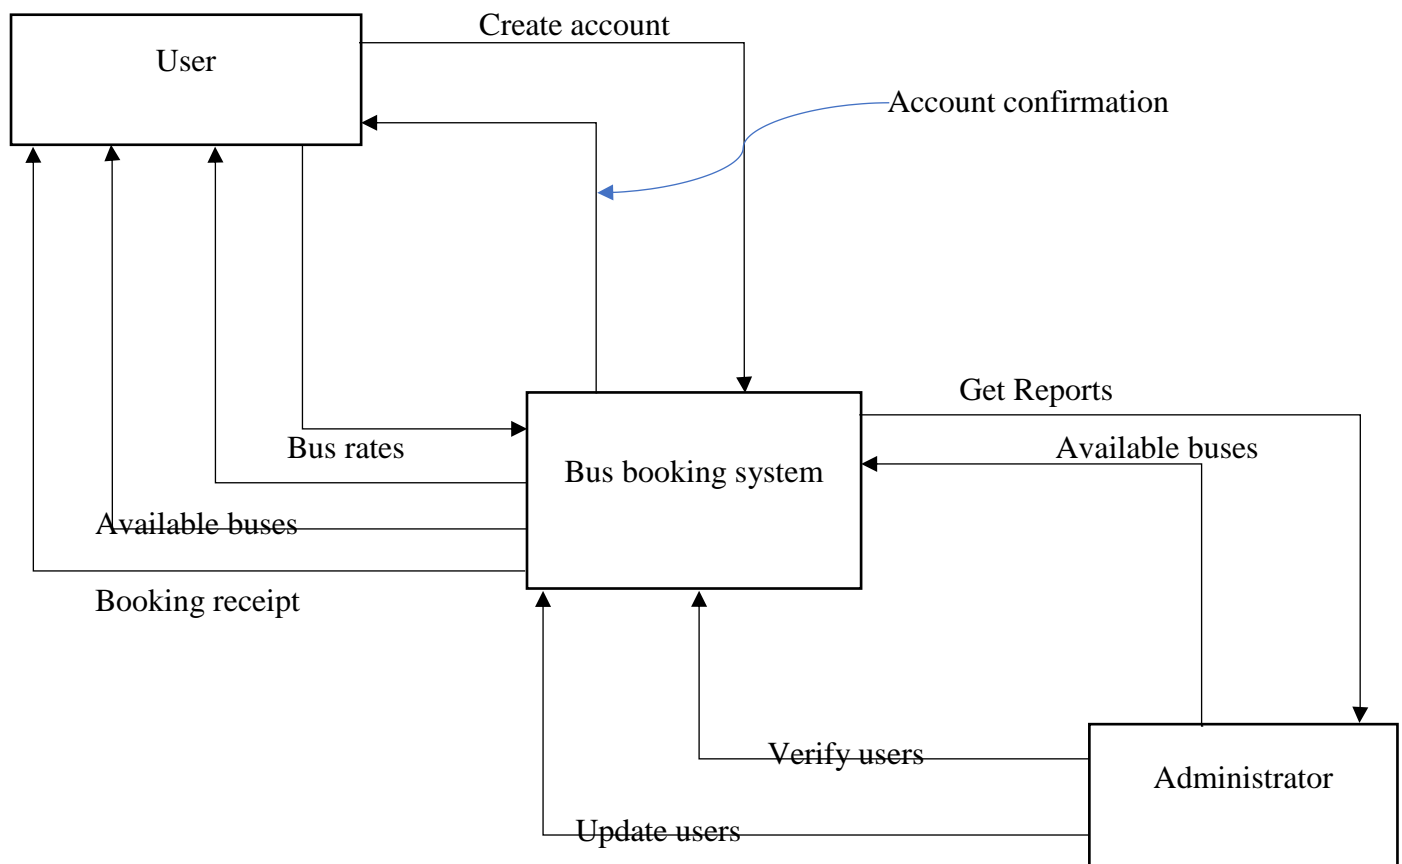 Create account
User
Account confirmation
Get Reports
Bus rates
Available buses
Bus booking system
Available buses
Booking receipt
Verify users
Administrator
Update users